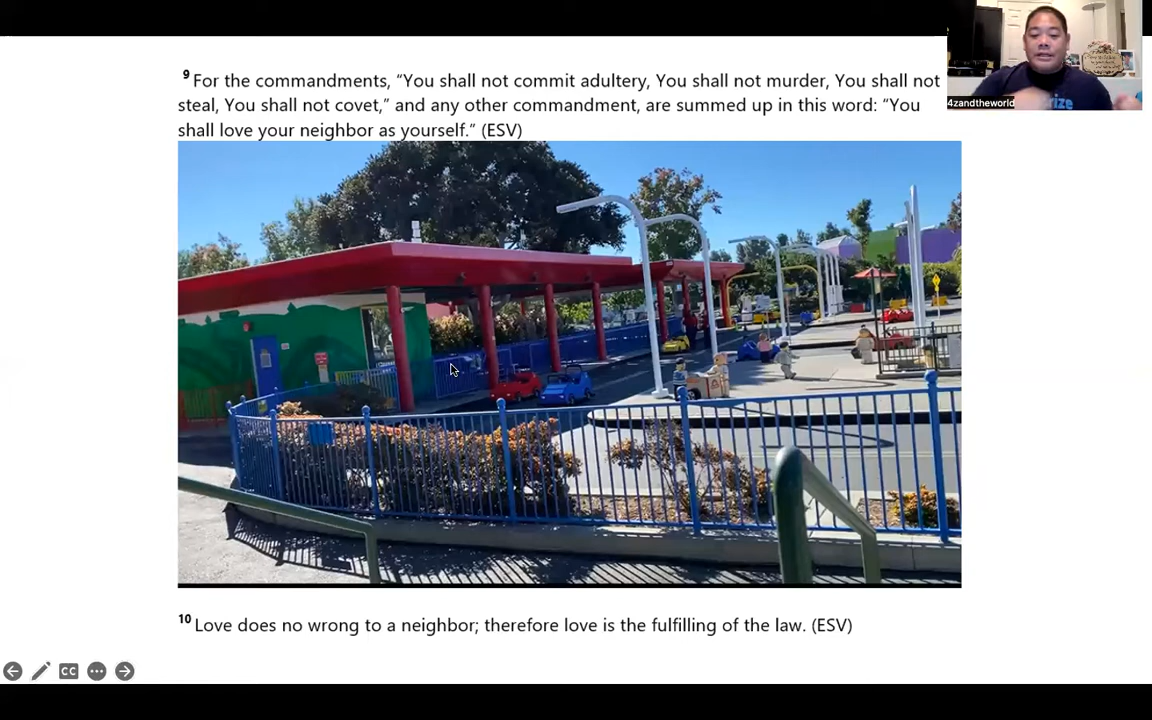 9 For the commandments, “You shall not commit adultery, You shall not murder, You shall not
steal, You shall not covet,” and any other commandment, are summed up in this word: “You
shall love your neighbor as yourself.” (ESV)
4zandtheworld
10 Love does no wrong to a neighbor; therefore love is the fulfilling of the law. (ESV)
CC